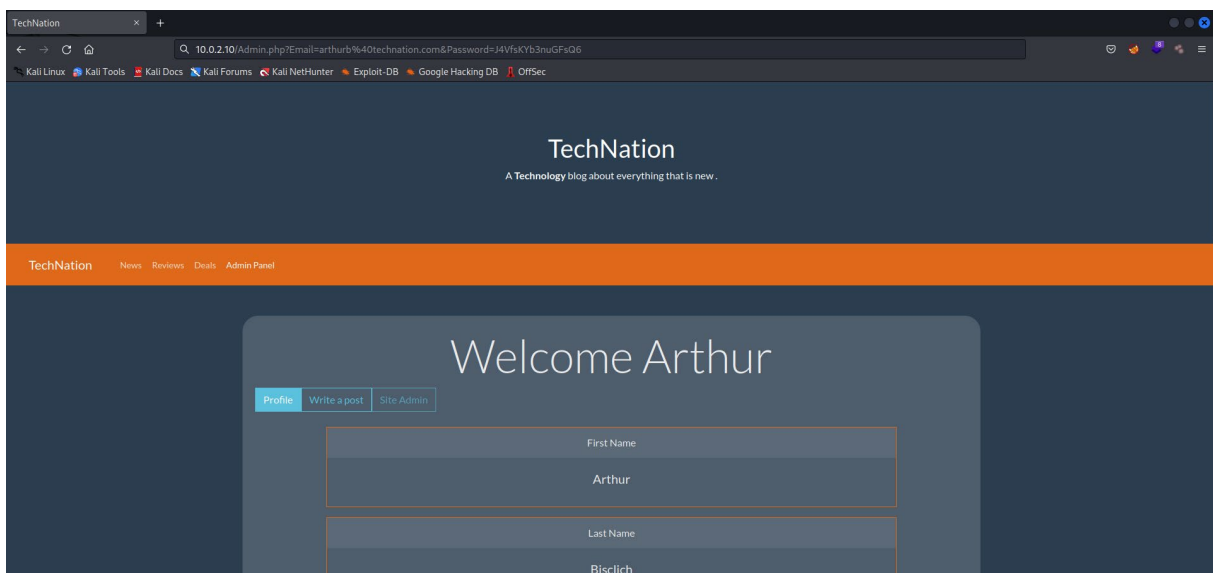 TechNation × +
10.0.2.10/Admin.php?Email=arthurb%40technation.com&Password=J4VfsKYb3nuGFsQ6
8
Kali Linux Kali Tools Kali Docs Kali Forums Kali NetHunter Exploit-DB Google Hacking DB OffSec
TechNation
A Technology blog about everything that is new .
TechNation News Reviews Deals Admin Panel
Welcome Arthur
Profile Write a post Site Admin
First Name
Arthur
Last Name
Bisclich